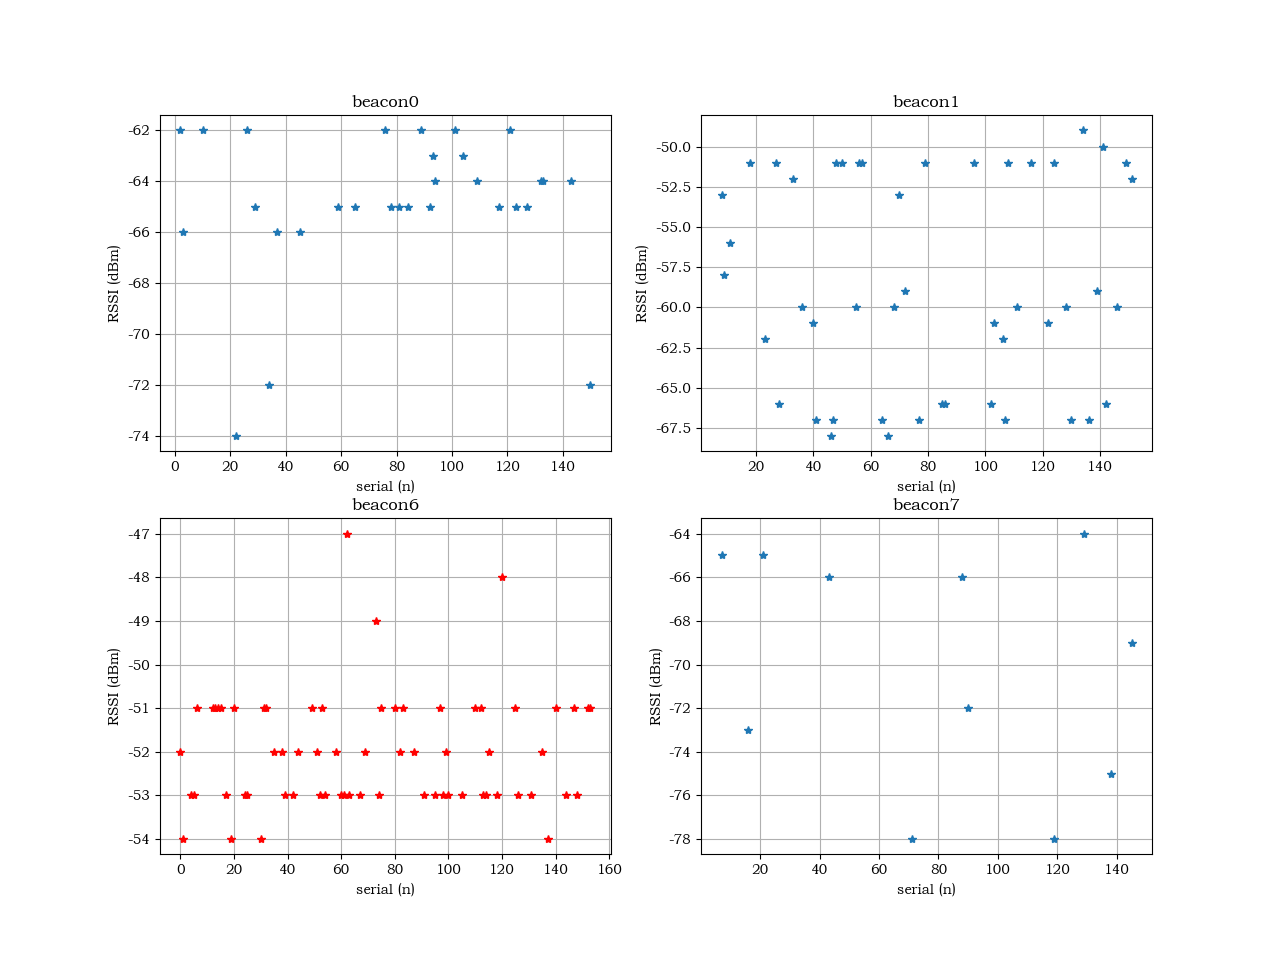 beacon0
-62
-64
-66
-68
-70
-72
-74
RSSI (dBm)
0 20 40 60 80 100 120 140
serial (n)
beacon1
-50.0
-52.5
-55.0
-57.5
-60.0
-62.5
-65.0
-67.5
RSSI (dBm)
20 40 60 80 100 120 140
serial (n)
beacon6
-47
-48
-49
-50
-51
-52
-53
-54
RSSI (dBm)
0 20 40 60 80 100 120 140 160
serial (n)
beacon7
-64
-66
-68
-70
-72
-74
-76
-78
RSSI (dBm)
20 40 60 80 100 120 140
serial (n)